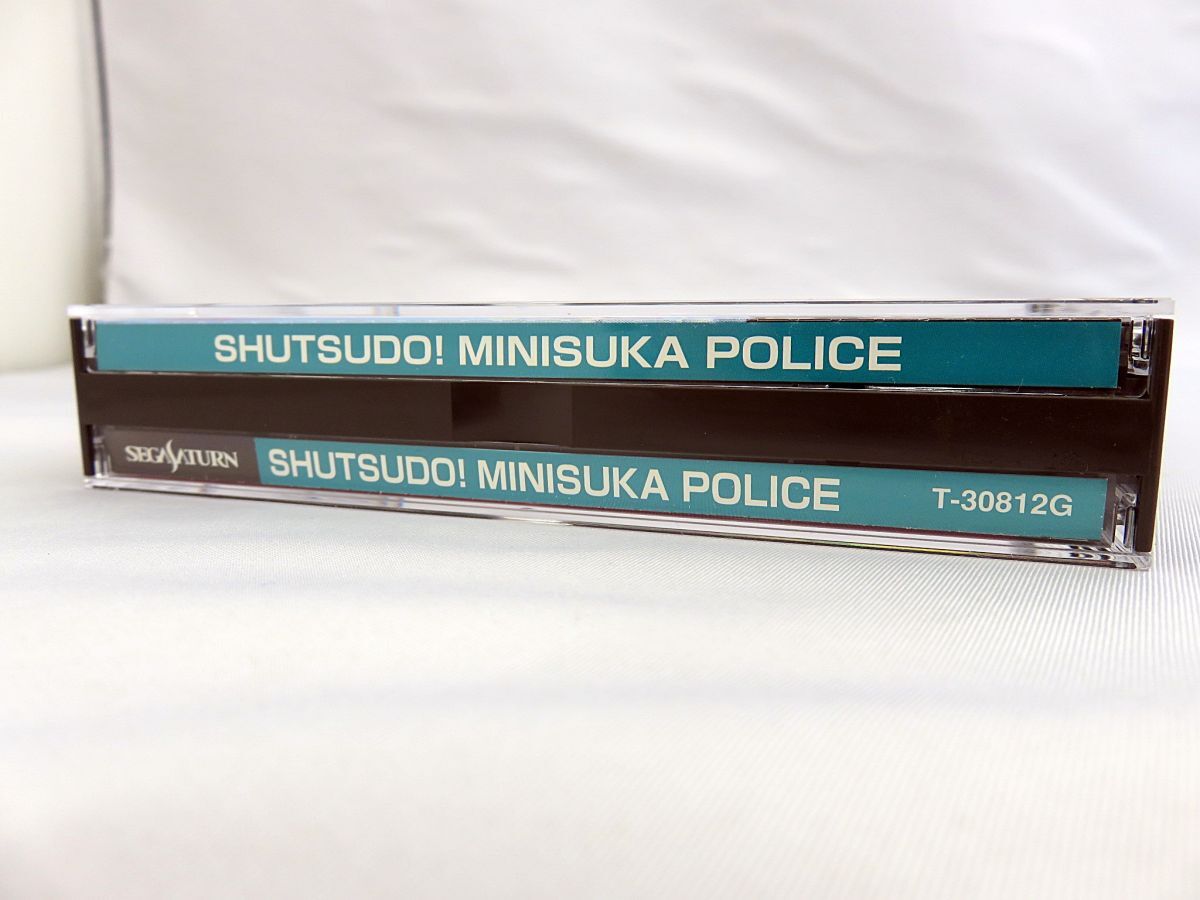 SHUTSUDO! MINISUKA POLICE
SEGA SATURN SHUTSUDO! MINISUKA POLICE T-30812G